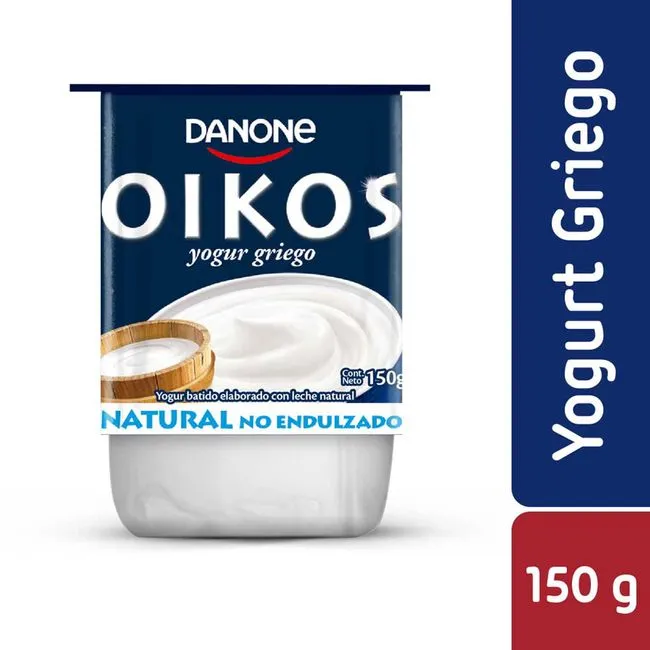 DANONE
OIKOS
yogur griego
Cont.
Neto 150g
Yogur batido elaborado con leche natural
NATURAL NO ENDULZADO
Yogurt Griego
150 g